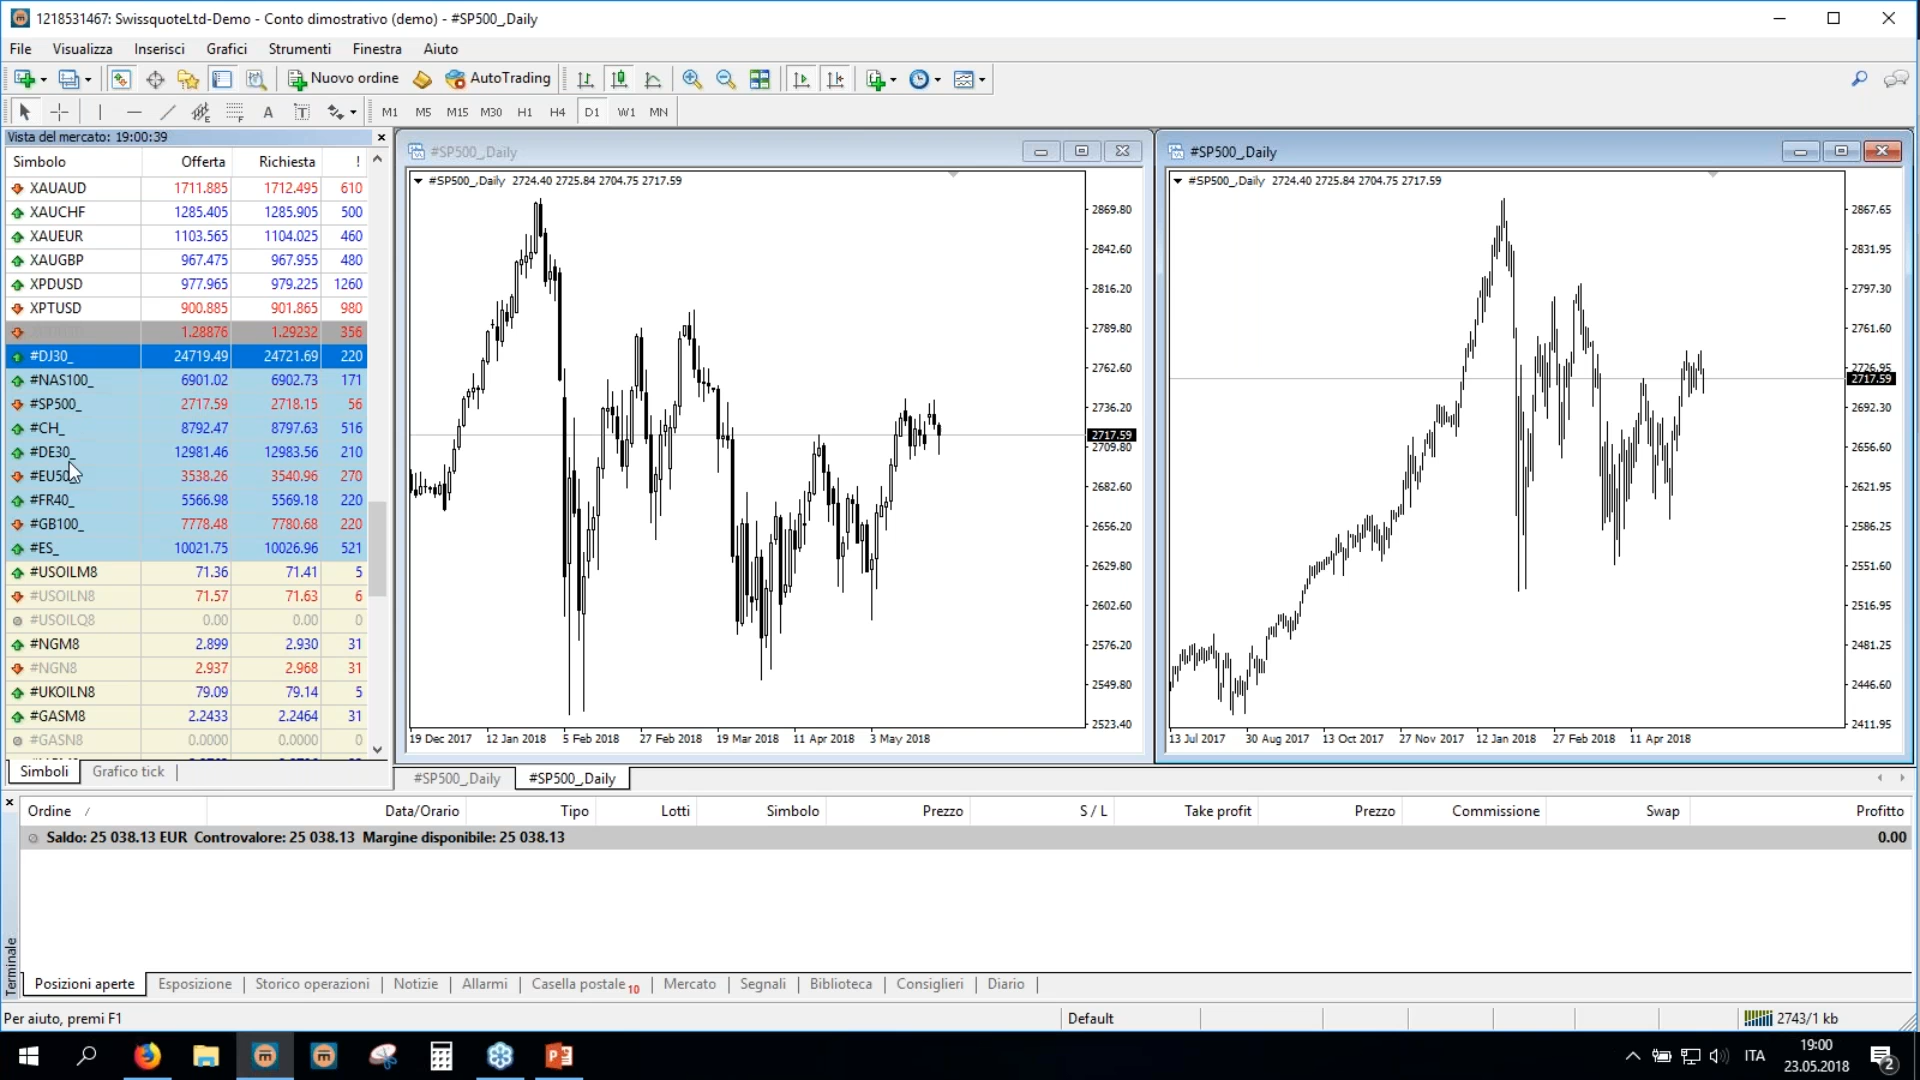 1218531467: SwissquoteLtd-Demo - Conto dimostrativo (demo) - #SP500_,Daily
File Visualizza Inserisci Grafici Strumenti Finestra Aiuto
Nuovo ordine AutoTrading
A T M1 M5 M15 M30 H1 H4 D1 W1 MN
Vista del mercato: 19:00:39
Simbolo Offerta Richiesta !
XAUAUD 1711.885 1712.495 610
XAUCHF 1285.405 1285.905 500
XAUEUR 1103.565 1104.025 460
XAUGBP 967.475 967.955 480
XPDUSD 977.965 979.225 1260
XPTUSD 900.885 901.865 980
1.28876 1.29232 356
#DJ30_ 24719.49 24721.69 220
#NAS100_ 6901.02 6902.73 171
#SP500_ 2717.59 2718.15 56
#CH_ 8792.47 8797.63 516
#DE30_ 12981.46 12983.56 210
#EU50_ 3538.26 3540.96 270
#FR40_ 5566.98 5569.18 220
#GB100_ 7778.48 7780.68 220
#ES_ 10021.75 10026.96 521
#USOILM8 71.36 71.41 5
#USOILN8 71.57 71.63 6
#USOILQ8 0.00 0.00 0
#NGM8 2.899 2.930 31
#NGN8 2.937 2.968 31
#UKOILN8 79.09 79.14 5
#GASM8 2.2433 2.2464 31
#GASN8 0.0000 0.0000 0
Simboli Grafico tick
#SP500_,Daily
#SP500_,Daily 2724.40 2725.84 2704.75 2717.59
2869.80
2842.60
2816.20
2789.80
2762.60
2736.20
2717.59
2709.80
2682.60
2656.20
2629.80
2602.60
2576.20
2549.80
2523.40
19 Dec 2017 12 Jan 2018 5 Feb 2018 27 Feb 2018 19 Mar 2018 11 Apr 2018 3 May 2018
#SP500_,Daily
#SP500_,Daily 2724.40 2725.84 2704.75 2717.59
2867.65
2831.95
2797.30
2761.60
2726.95
2717.59
2692.30
2656.60
2621.95
2586.25
2551.60
2516.95
2481.25
2446.60
2411.95
13 Jul 2017 30 Aug 2017 13 Oct 2017 27 Nov 2017 12 Jan 2018 27 Feb 2018 11 Apr 2018
#SP500_,Daily #SP500_,Daily
Ordine / Data/Orario Tipo Lotti Simbolo Prezzo S / L Take profit Prezzo Commissione Swap Profitto
Saldo: 25 038.13 EUR Controvalore: 25 038.13 Margine disponibile: 25 038.13 0.00
Terminale
Posizioni aperte Esposizione Storico operazioni Notizie Allarmi Casella postale 10 Mercato Segnali Biblioteca Consiglieri Diario
Per aiuto, premi F1 Default 2743/1 kb
ITA 19:00
23.05.2018 2